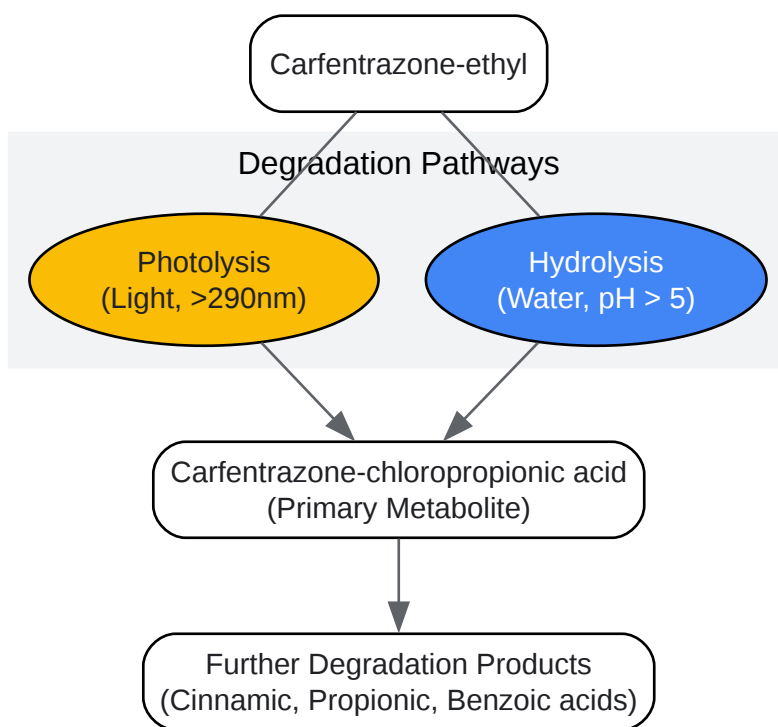 Carfentrazone-ethyl
Degradation Pathways
Photolysis
(Light, >290nm)
Hydrolysis
(Water, pH > 5)
Carfentrazone-chloropropionic acid
(Primary Metabolite)
Further Degradation Products
(Cinnamic, Propionic, Benzoic acids)